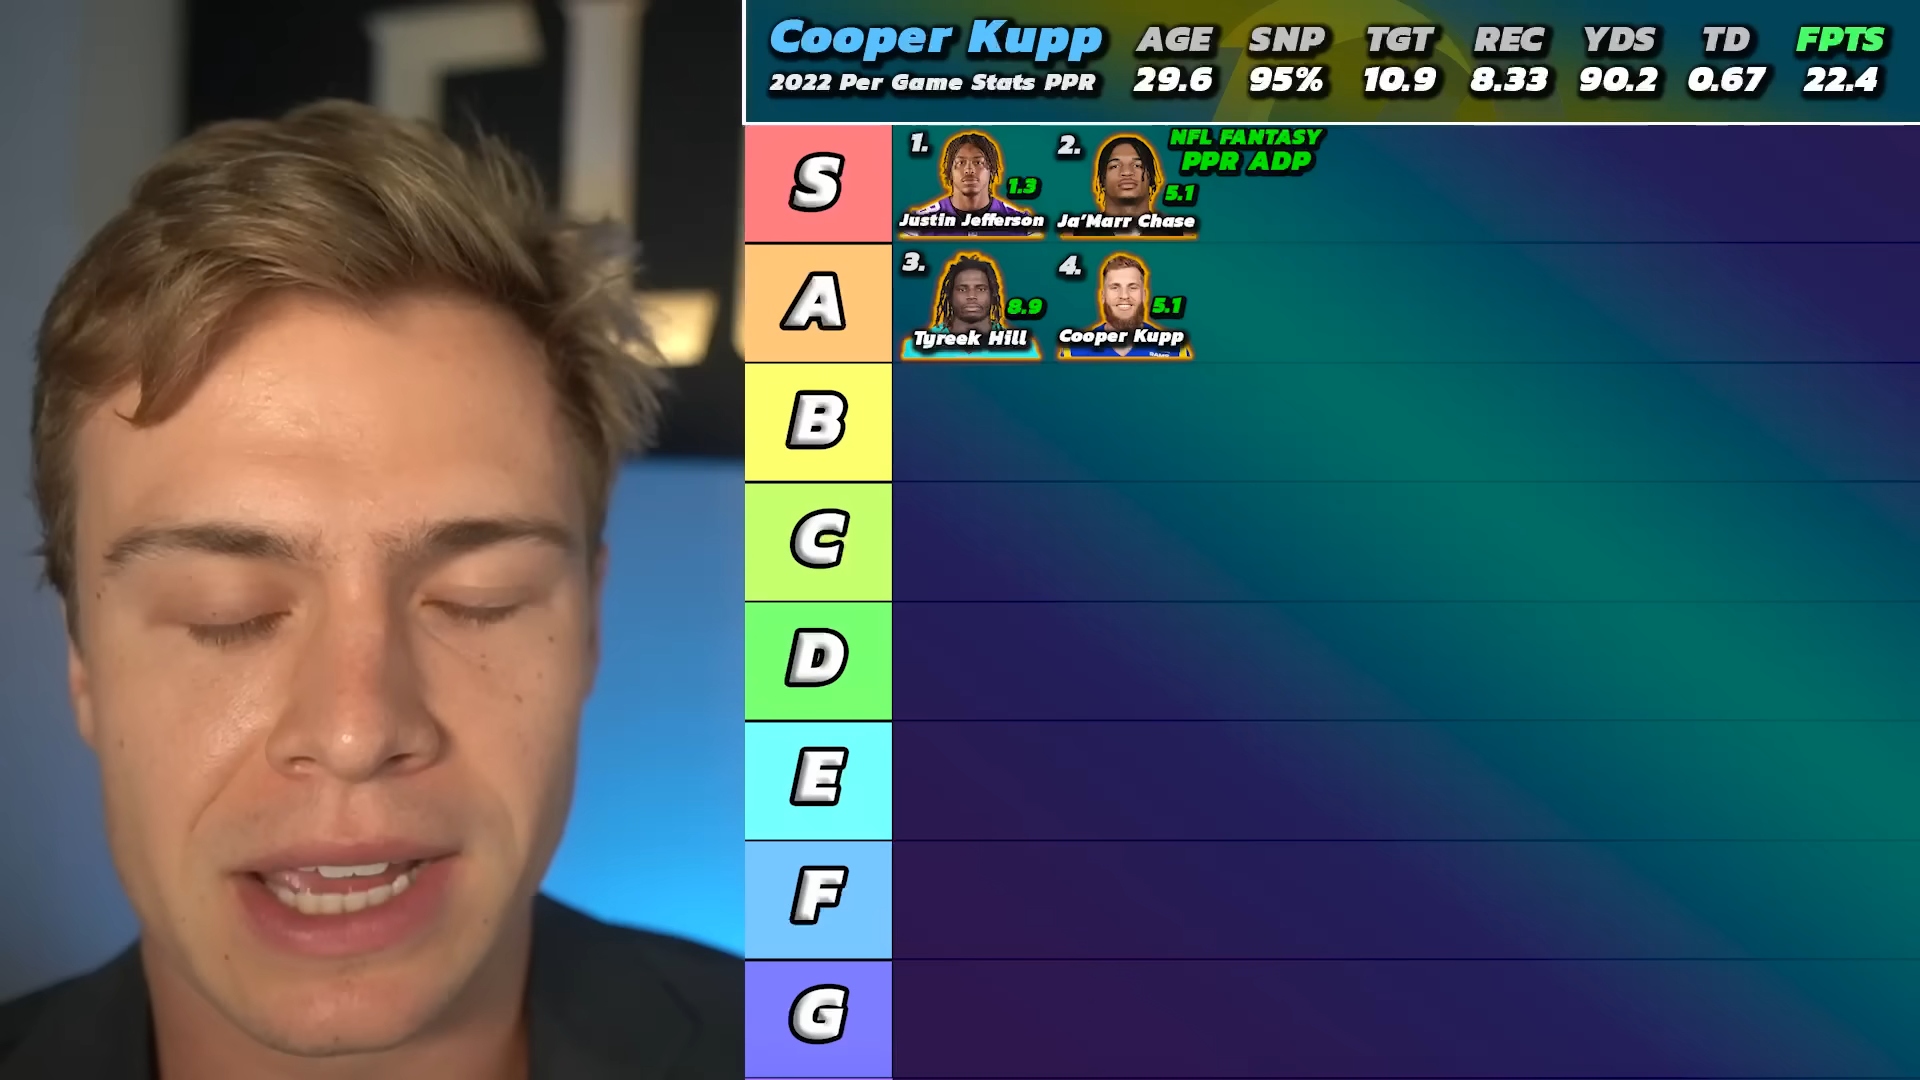 Cooper Kupp
2022 Per Game Stats PPR
AGE SNP TGT REC YDS TD FPTS
29.6 95% 10.9 8.33 90.2 0.67 22.4
S
1.
1.3
Justin Jefferson
2.
5.1
Ja'Marr Chase
NFL FANTASY
PPR ADP
A
3.
8.9
Tyreek Hill
4.
5.1
Cooper Kupp
B
C
D
E
F
G